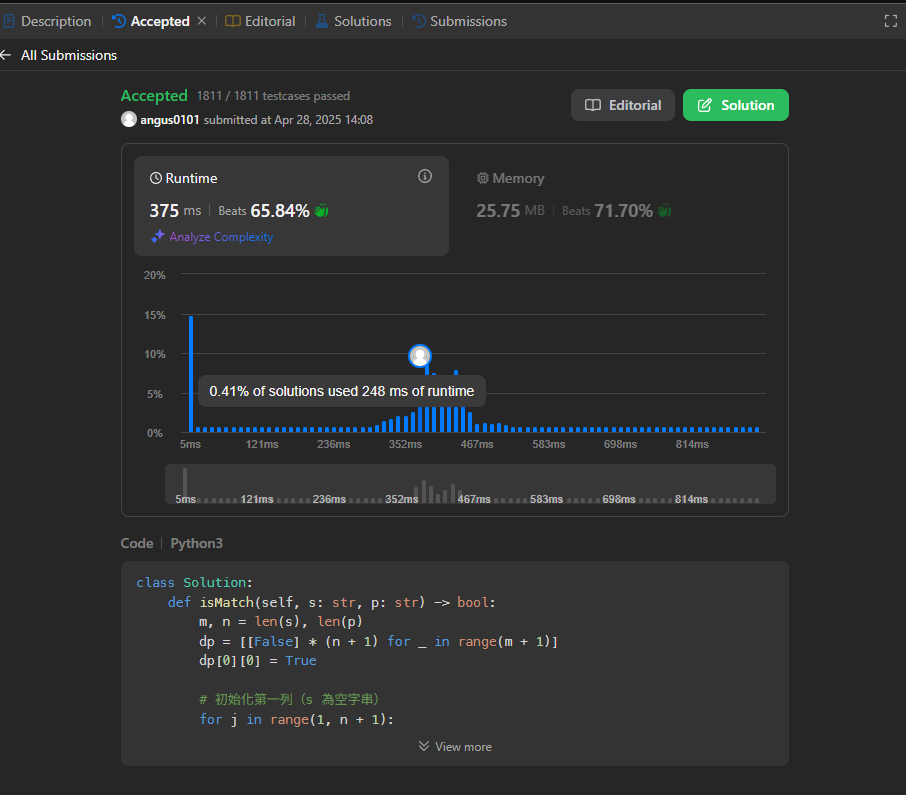 Description Accepted Editorial Solutions Submissions
All Submissions
Accepted 1811 / 1811 testcases passed
angus0101 submitted at Apr 28, 2025 14:08
Editorial
Solution
Runtime
375 ms Beats 65.84%
Analyze Complexity
Memory
25.75 MB Beats 71.70%
20%
15%
10%
5%
0%
0.41% of solutions used 248 ms of runtime
5ms 121ms 236ms 352ms 467ms 583ms 698ms 814ms
5ms 121ms 236ms 352ms 467ms 583ms 698ms 814ms
Code Python3
class Solution:
    def isMatch(self, s: str, p: str) -> bool:
        m, n = len(s), len(p)
        dp = [[False] * (n + 1) for _ in range(m + 1)]
        dp[0][0] = True
        # 初始化第一列（s 為空字串）
        for j in range(1, n + 1):
View more